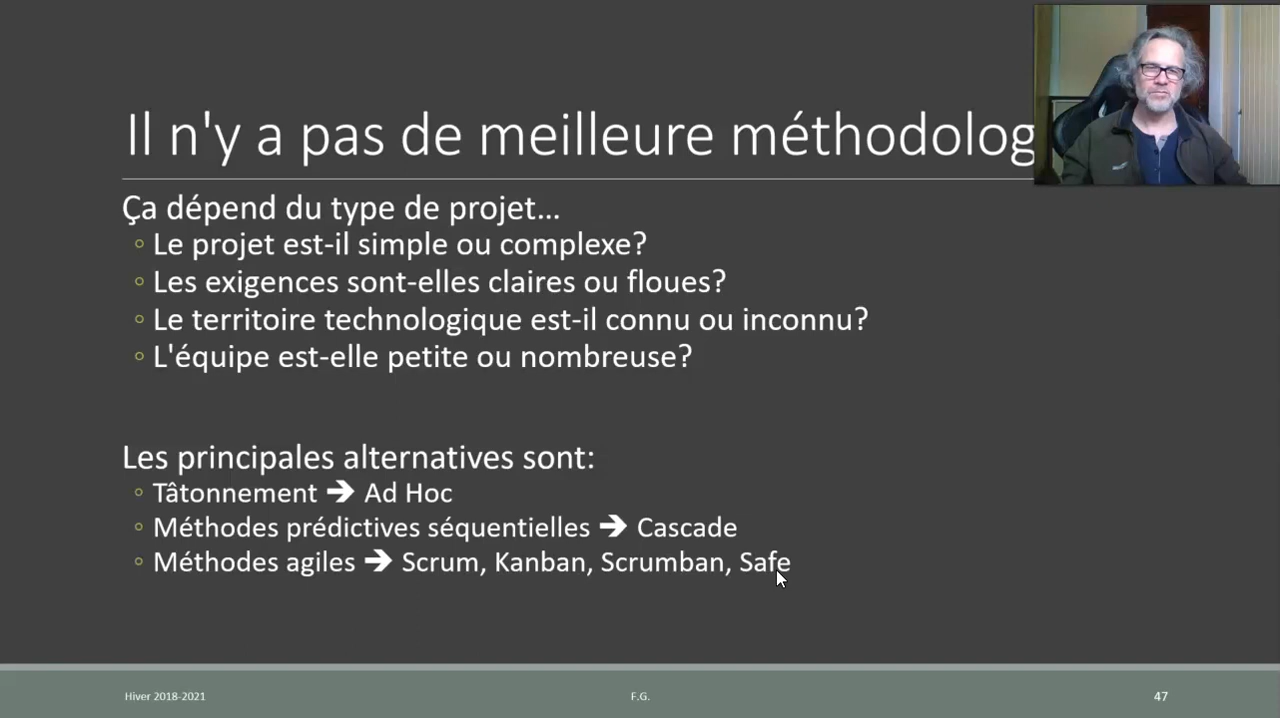 Il n'y a pas de meilleure méthodolog
Ça dépend du type de projet...
Le projet est-il simple ou complexe?
Les exigences sont-elles claires ou floues?
Le territoire technologique est-il connu ou inconnu?
L'équipe est-elle petite ou nombreuse?
Les principales alternatives sont:
Tâtonnement ➔ Ad Hoc
Méthodes prédictives séquentielles ➔ Cascade
Méthodes agiles ➔ Scrum, Kanban, Scrumban, Safe
Hiver 2018-2021
F.G.
47